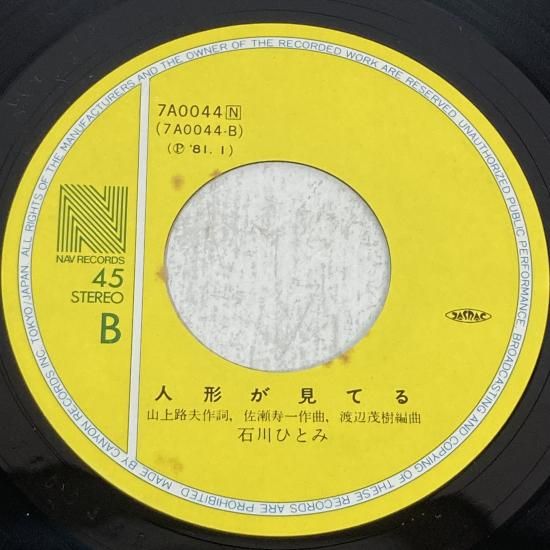 7A0044 N
(7A0044-B)
(Ⓟ'81.1)
N
NAV RECORDS
45
STEREO
B
JASRAC
人形が見てる
山上路夫作詞, 佐瀬寿一作曲, 渡辺茂樹編曲
石川ひとみ
MADE BY CANYON RECORDS INC. TOKYO/JAPAN. ALL RIGHTS OF THE MANUFACTURERS AND THE OWNER OF THE RECORDED WORK ARE RESERVED. UNAUTHORIZED PUBLIC PERFORMANCE, BROADCASTING AND COPYING OF THESE RECORDS ARE PROHIBITED